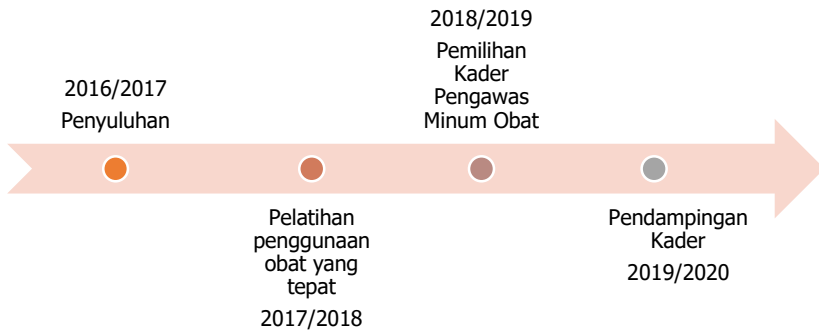 2016/2017
Penyuluhan
Pelatihan
penggunaan
obat yang
tepat
2017/2018
2018/2019
Pemilihan
Kader
Pengawas
Minum Obat
Pendampingan
Kader
2019/2020